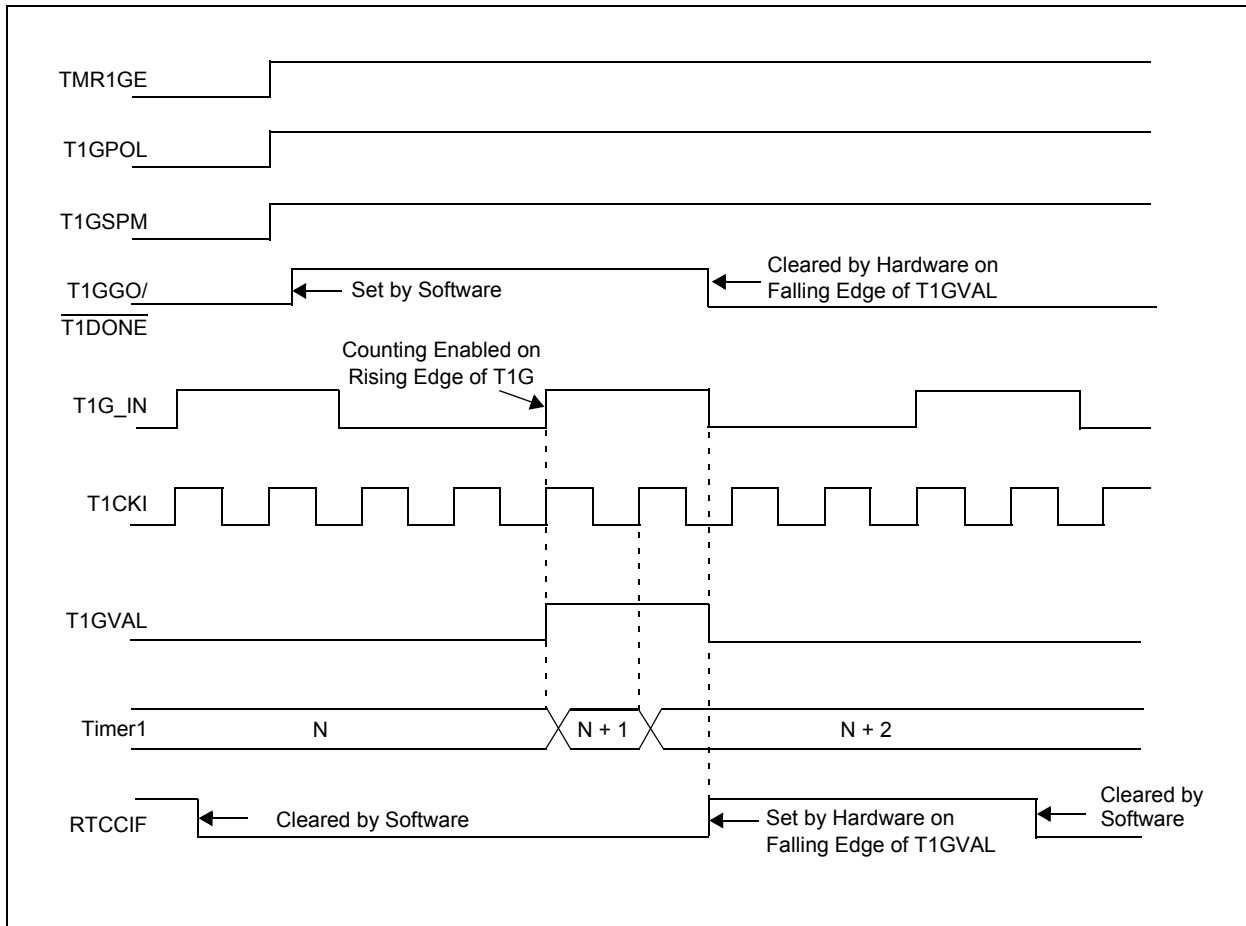 TMR1GE
T1GPOL
T1GSPM
T1GGO/
T1DONE
Set by Software
Cleared by Hardware on
Falling Edge of T1GVAL
Counting Enabled on
Rising Edge of T1G
T1G_IN
T1CKI
T1GVAL
Timer1
N
N + 1
N + 2
RTCCIF
Cleared by Software
Set by Hardware on
Falling Edge of T1GVAL
Cleared by
Software